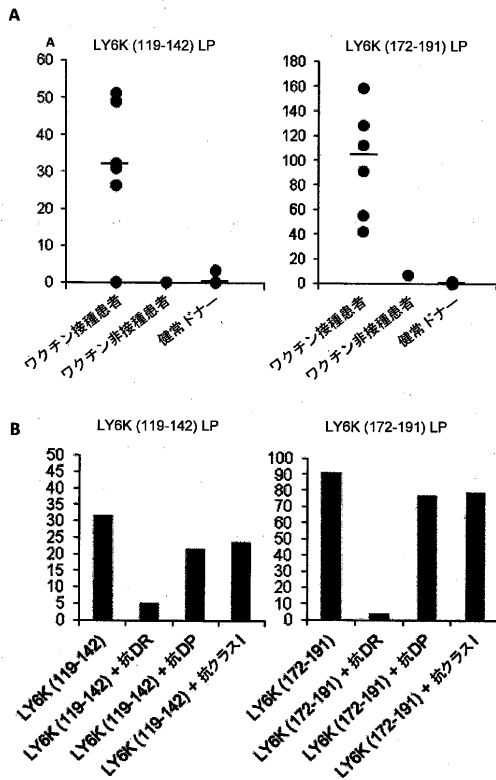 A
A
LY6K (119-142) LP
60
50
40
30
20
10
0
ワクチン接種患者
ワクチン非接種患者
健常ドナー
LY6K (172-191) LP
180
160
140
120
100
80
60
40
20
0
ワクチン接種患者
ワクチン非接種患者
健常ドナー
B
LY6K (119-142) LP
50
45
40
35
30
25
20
15
10
5
0
LY6K (119-142)
LY6K (119-142) + 抗DR
LY6K (119-142) + 抗DP
LY6K (119-142) + 抗クラスI
LY6K (172-191) LP
100
90
80
70
60
50
40
30
20
10
0
LY6K (172-191)
LY6K (172-191) + 抗DR
LY6K (172-191) + 抗DP
LY6K (172-191) + 抗クラスI